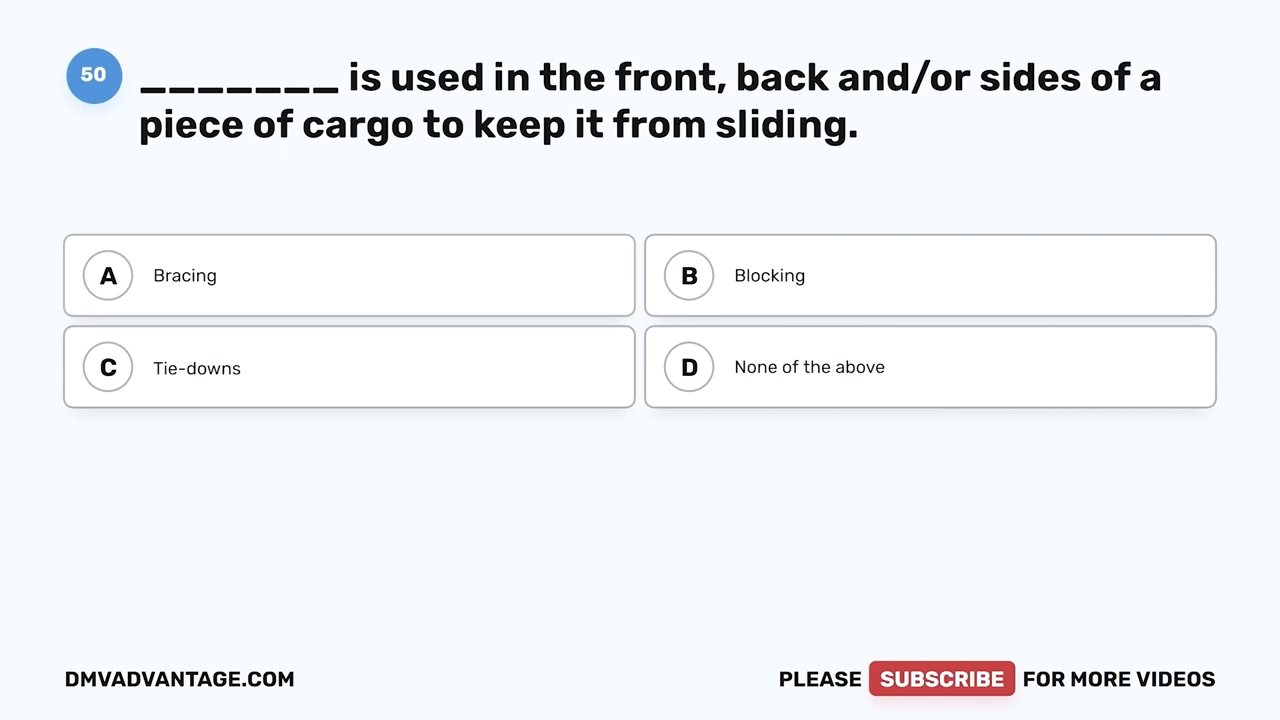 50
_______ is used in the front, back and/or sides of a
piece of cargo to keep it from sliding.
A Bracing
B Blocking
C Tie-downs
D None of the above
DMVADVANTAGE.COM
PLEASE SUBSCRIBE FOR MORE VIDEOS